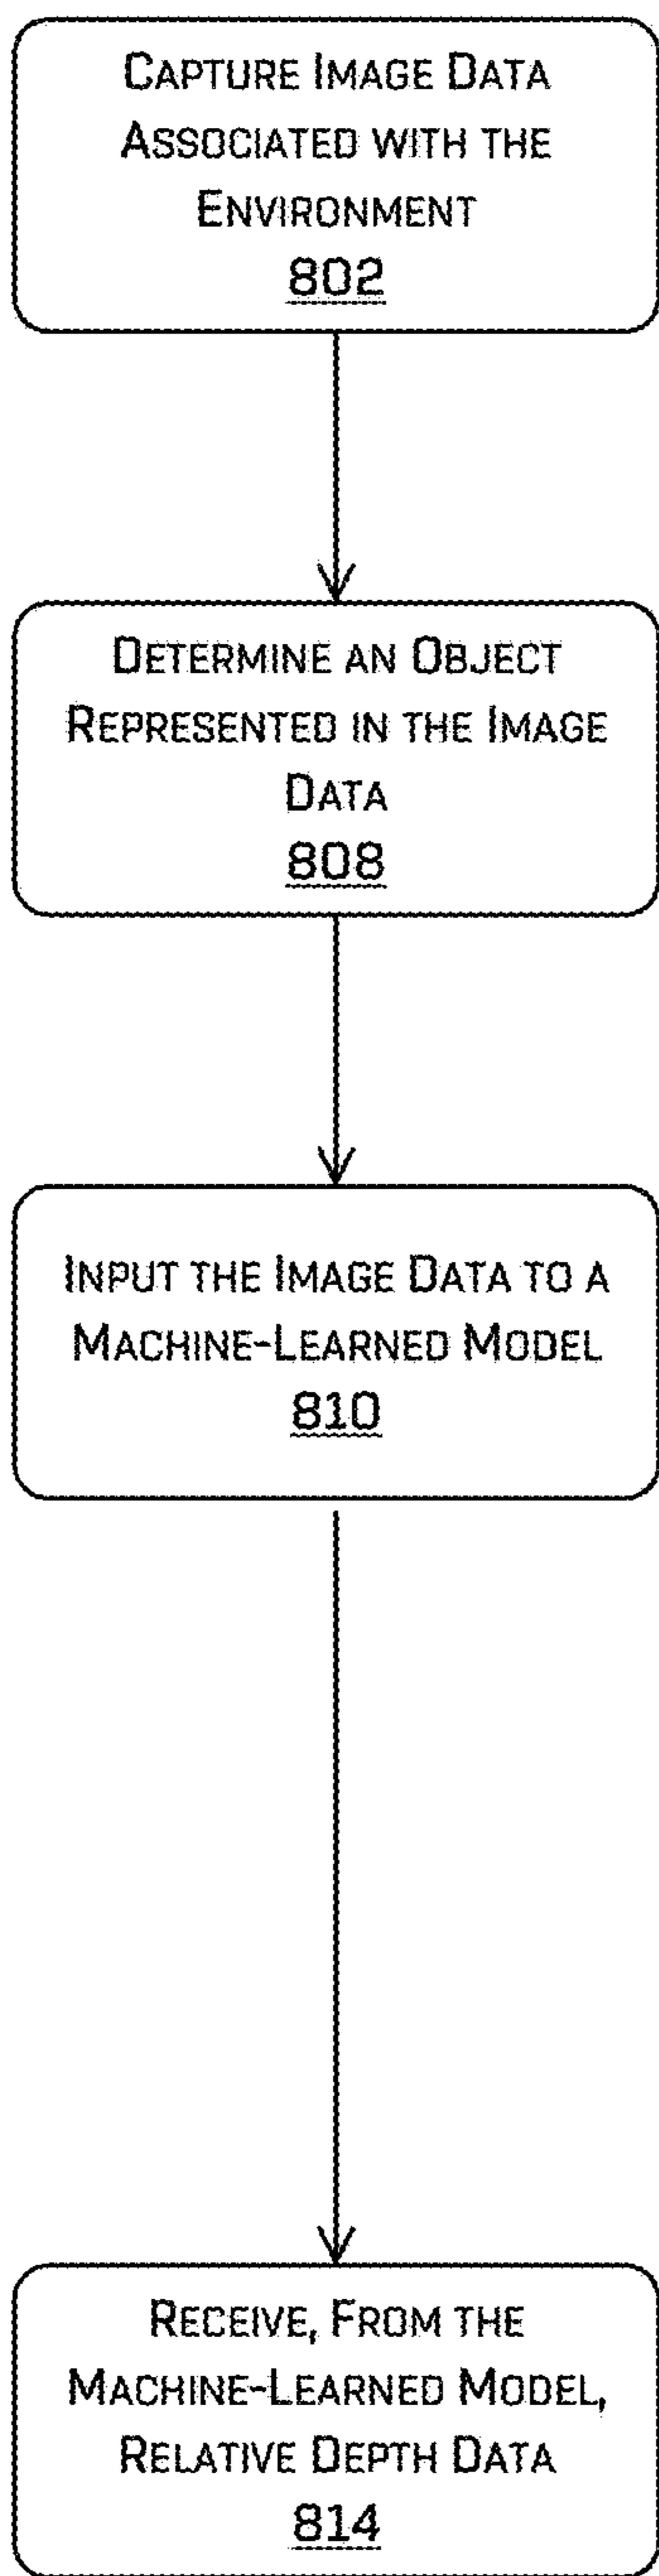 CAPTURE IMAGE DATA
ASSOCIATED WITH THE
ENVIRONMENT
802
DETERMINE AN OBJECT
REPRESENTED IN THE IMAGE
DATA
808
INPUT THE IMAGE DATA TO A
MACHINE-LEARNED MODEL
810
RECEIVE, FROM THE
MACHINE-LEARNED MODEL,
RELATIVE DEPTH DATA
814